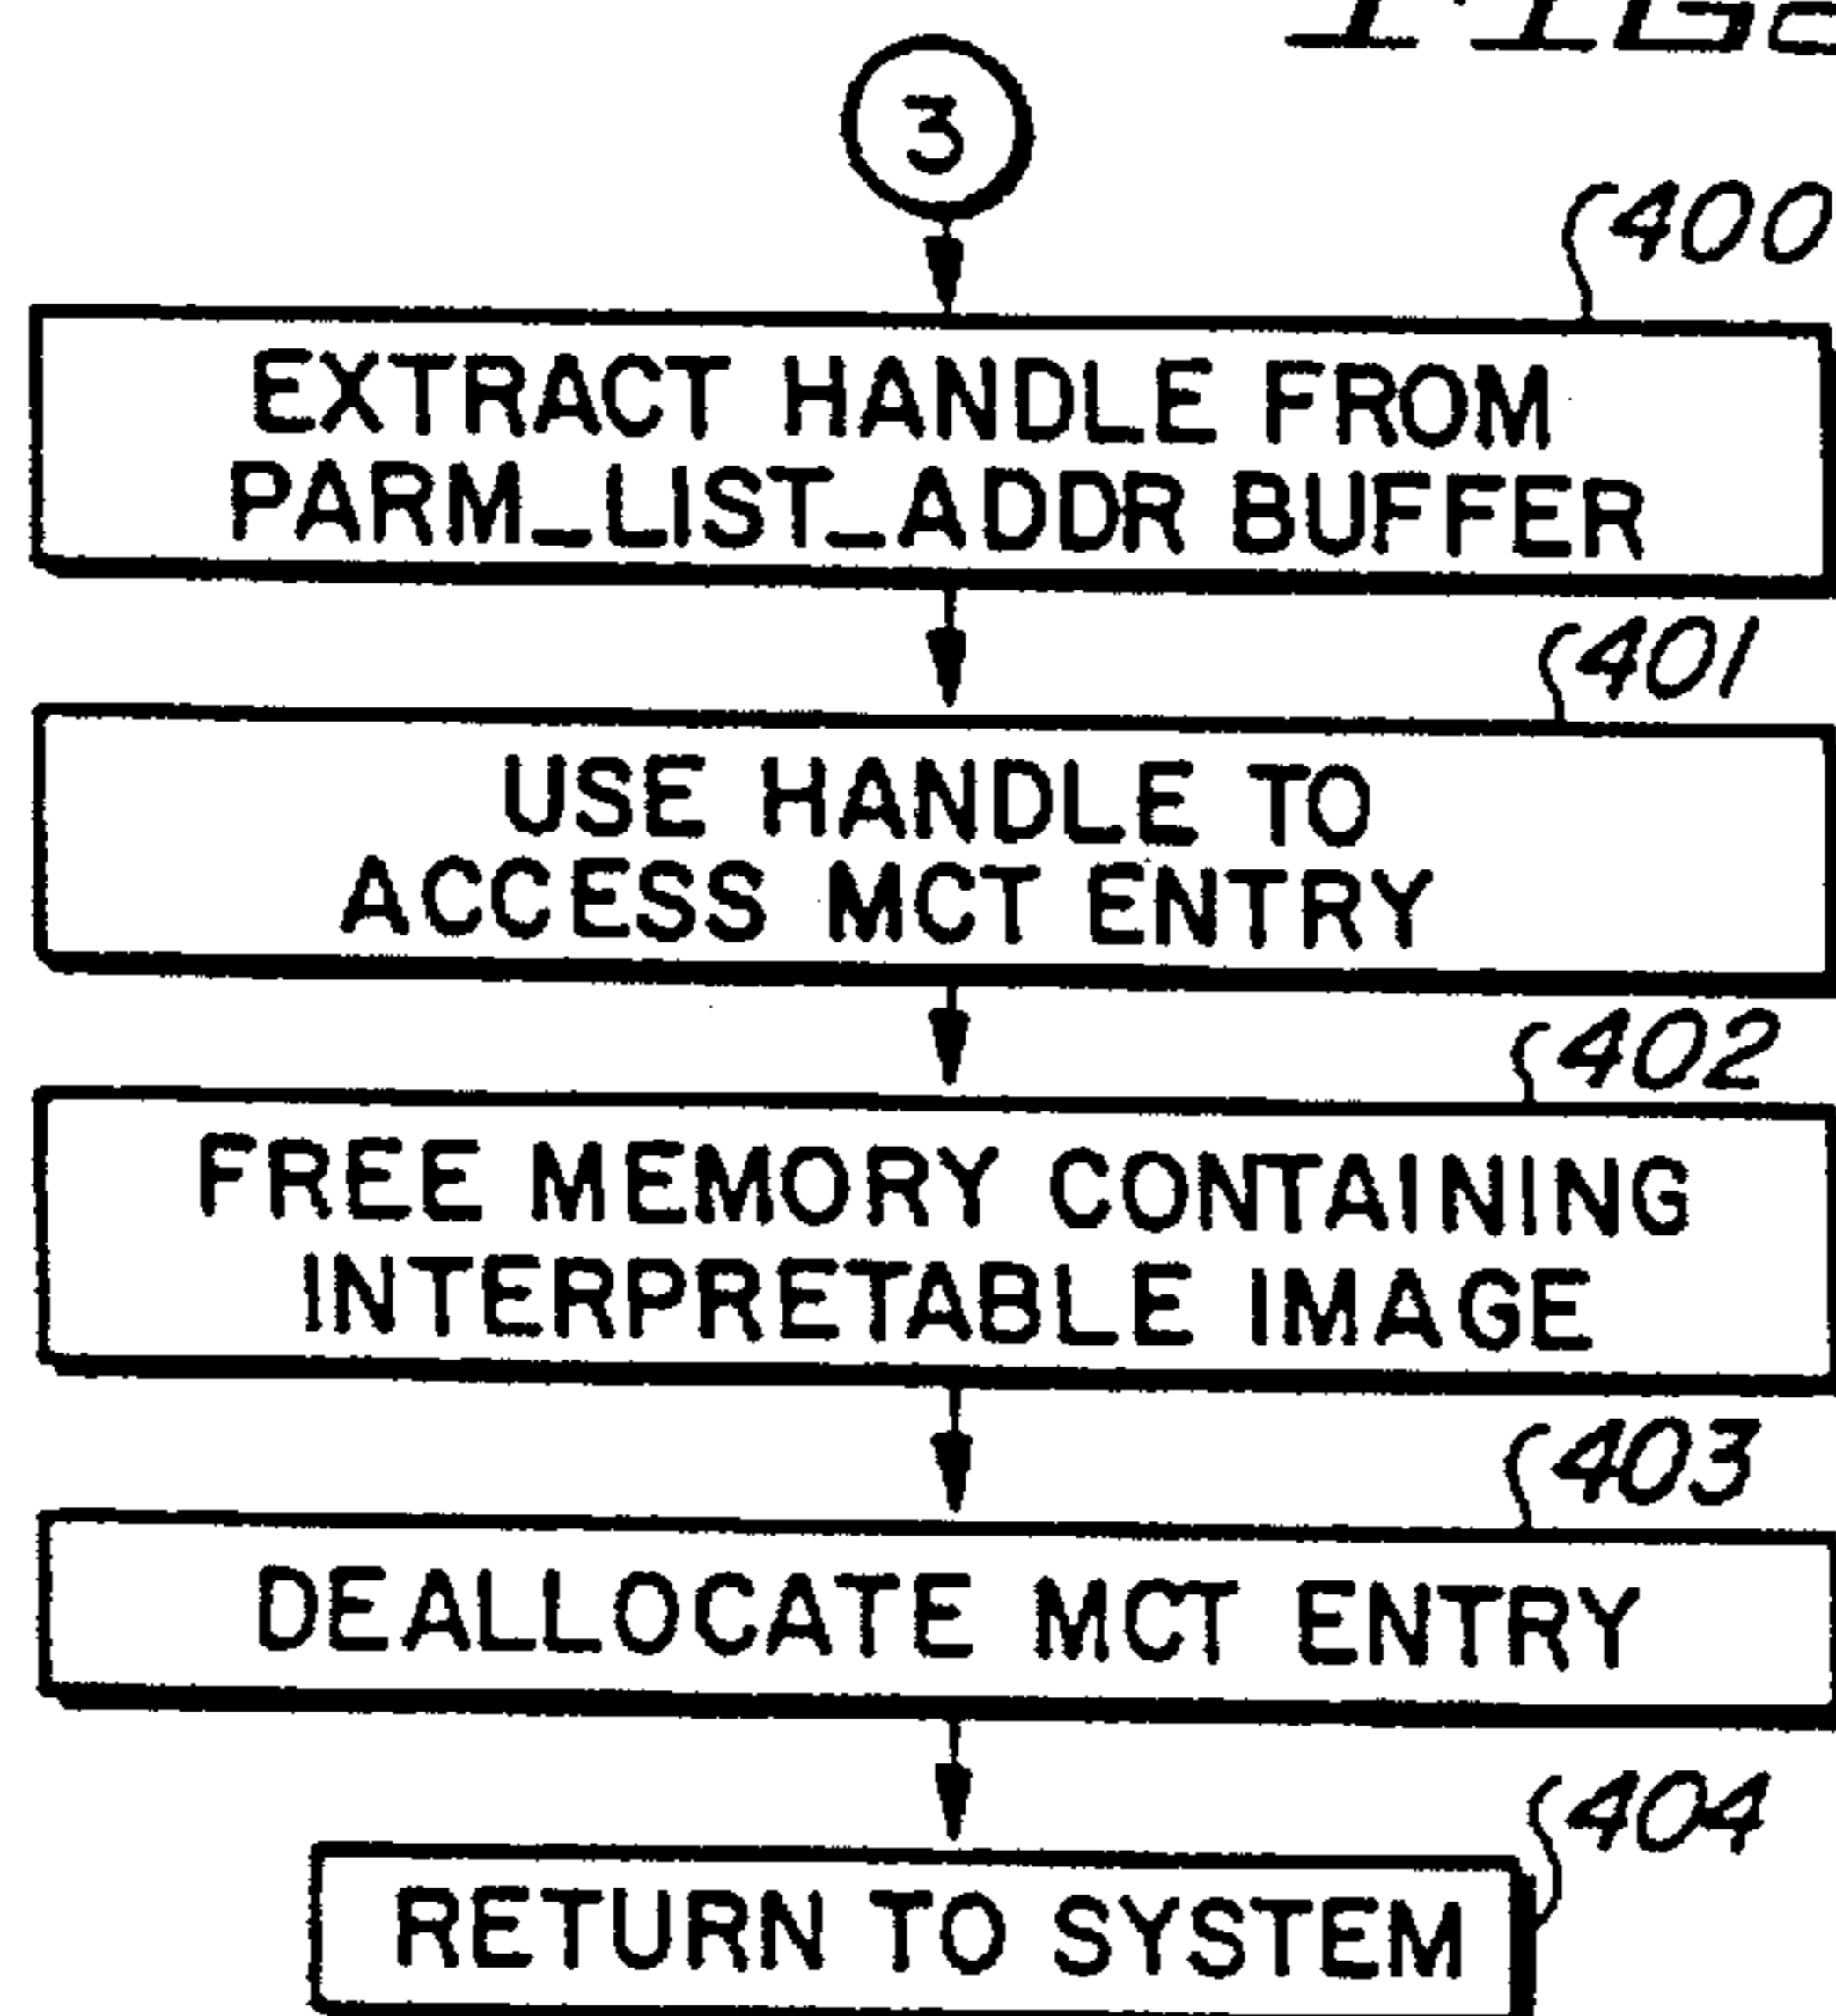 3
400
EXTRACT HANDLE FROM
PARM_LIST_ADDR BUFFER
401
USE HANDLE TO
ACCESS MCT ENTRY
402
FREE MEMORY CONTAINING
INTERPRETABLE IMAGE
403
DEALLOCATE MCT ENTRY
404
RETURN TO SYSTEM